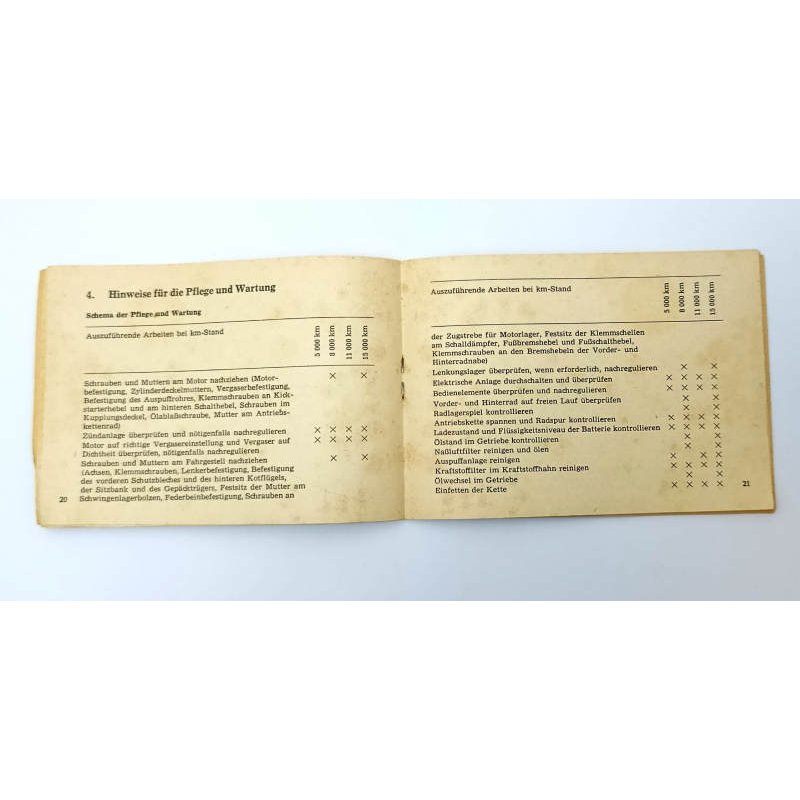 4. Hinweise für die Pflege und Wartung
Schema der Pflege und Wartung
Auszuführende Arbeiten bei km-Stand 5 000 km 8 000 km 11 000 km 15 000 km
Schrauben und Muttern am Motor nachziehen (Motor- × ×
befestigung, Zylinderdeckelmuttern, Vergaserbefestigung,
Befestigung des Auspuffrohres, Klemmschrauben an Kick-
starterhebel und am hinteren Schalthebel, Schrauben im
Kupplungsdeckel, Ölablaßschraube, Mutter am Antriebs-
kettenrad)
Zündanlage überprüfen und nötigenfalls nachregulieren × × × ×
Motor auf richtige Vergasereinstellung und Vergaser auf × × × ×
Dichtheit überprüfen, nötigenfalls nachregulieren
Schrauben und Muttern am Fahrgestell nachziehen × ×
(Achsen, Klemmschrauben, Lenkerbefestigung, Befestigung
des vorderen Schutzbleches und des hinteren Kotflügels,
der Sitzbank und des Gepäckträgers, Festsitz der Mutter am
Schwingenlagerbolzen, Federbeinbefestigung, Schrauben an
20
Auszuführende Arbeiten bei km-Stand 5 000 km 8 000 km 11 000 km 15 000 km
der Zugstrebe für Motorlager, Festsitz der Klemmschellen
am Schalldämpfer, Fußbremshebel und Fußschalthebel,
Klemmschrauben an den Bremshebeln der Vorder- und
Hinterradnabe)
Lenkungslager überprüfen, wenn erforderlich, nachregulieren × ×
Elektrische Anlage durchschalten und überprüfen × × × ×
Bedienelemente überprüfen und nachregulieren × × × ×
Vorder- und Hinterrad auf freien Lauf überprüfen × ×
Radlagerspiel kontrollieren × ×
Antriebskette spannen und Radspur kontrollieren × × × ×
Ladezustand und Flüssigkeitsniveau der Batterie kontrollieren × × × ×
Ölstand im Getriebe kontrollieren × ×
Naßluftfilter reinigen und ölen × ×
Auspuffanlage reinigen × × ×
Kraftstoffilter im Kraftstoffhahn reinigen × × × ×
Ölwechsel im Getriebe × ×
Einfetten der Kette × × × ×
21